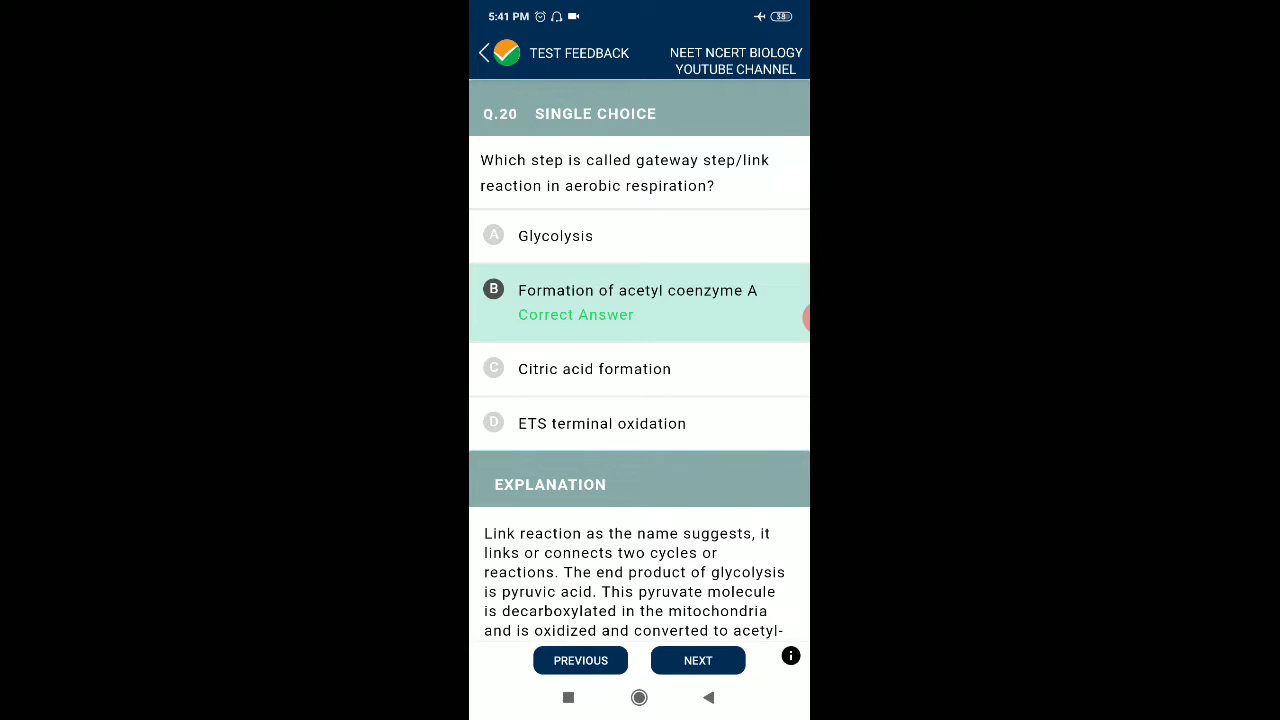 5:41 PM
38
TEST FEEDBACK
NEET NCERT BIOLOGY
YOUTUBE CHANNEL
Q.20 SINGLE CHOICE
Which step is called gateway step/link
reaction in aerobic respiration?
A Glycolysis
B Formation of acetyl coenzyme A
Correct Answer
C Citric acid formation
D ETS terminal oxidation
EXPLANATION
Link reaction as the name suggests, it
links or connects two cycles or
reactions. The end product of glycolysis
is pyruvic acid. This pyruvate molecule
is decarboxylated in the mitochondria
and is oxidized and converted to acetyl-
PREVIOUS
NEXT
i